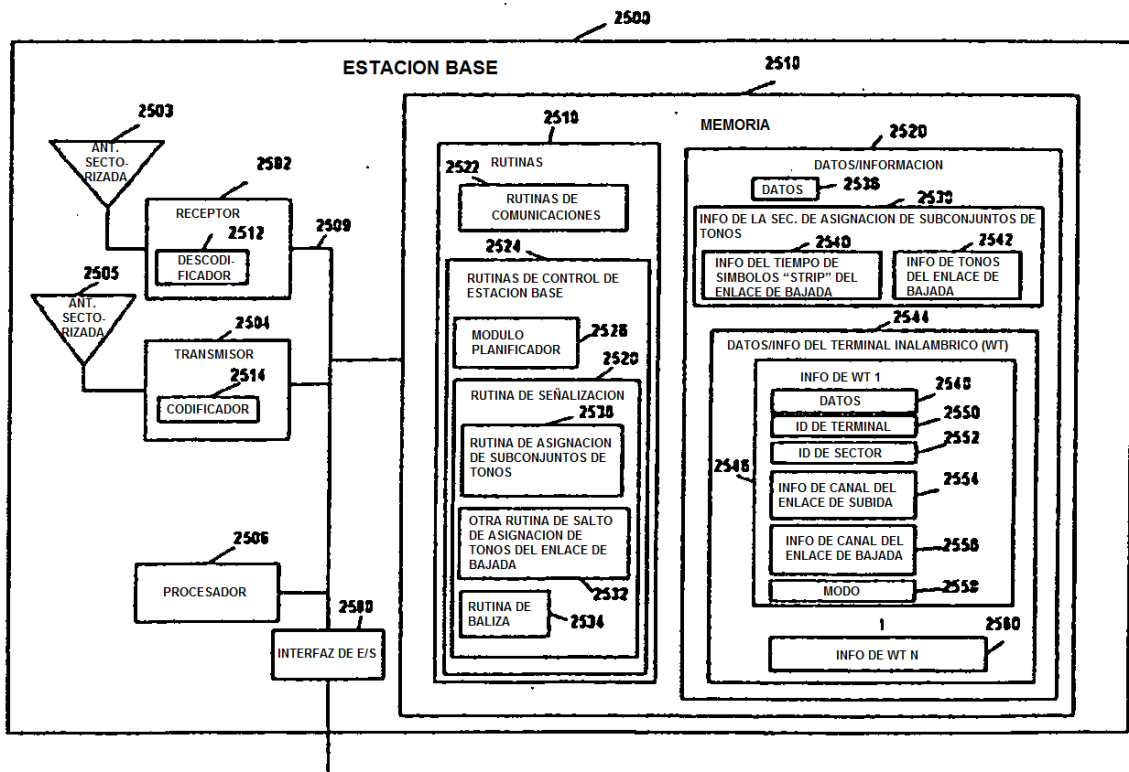 2500
ESTACION BASE
2510
MEMORIA
2503
ANT.
SECTO-
RIZADA
2502
RECEPTOR
2512
DESCODI-
FICADOR
2509
2505
ANT.
SECTO-
RIZADA
2504
TRANSMISOR
2514
CODIFICADOR
2506
PROCESADOR
2580
INTERFAZ DE E/S
2518
RUTINAS
2522
RUTINAS DE
COMUNICACIONES
2524
RUTINAS DE CONTROL DE
ESTACION BASE
MODULO
PLANIFICADOR
2526
2520
RUTINA DE SEÑALIZACION
2538
RUTINA DE ASIGNACION
DE SUBCONJUNTOS DE
TONOS
OTRA RUTINA DE SALTO
DE ASIGNACION DE
TONOS DEL ENLACE DE
BAJADA
2532
RUTINA DE
BALIZA
2534
2520
DATOS/INFORMACION
DATOS
2536
2538
INFO DE LA SEC. DE ASIGNACION DE SUBCONJUNTOS DE
TONOS
2540
INFO DEL TIEMPO DE
SIMBOLOS “STRIP” DEL
ENLACE DE BAJADA
2542
INFO DE TONOS
DEL ENLACE DE
BAJADA
2544
DATOS/INFO DEL TERMINAL INALAMBRICO (WT)
INFO DE WT 1
2546
DATOS
2548
ID DE TERMINAL
2550
ID DE SECTOR
2552
INFO DE CANAL DEL
ENLACE DE SUBIDA
2554
INFO DE CANAL DEL
ENLACE DE BAJADA
2556
MODO
2558
INFO DE WT N
2560